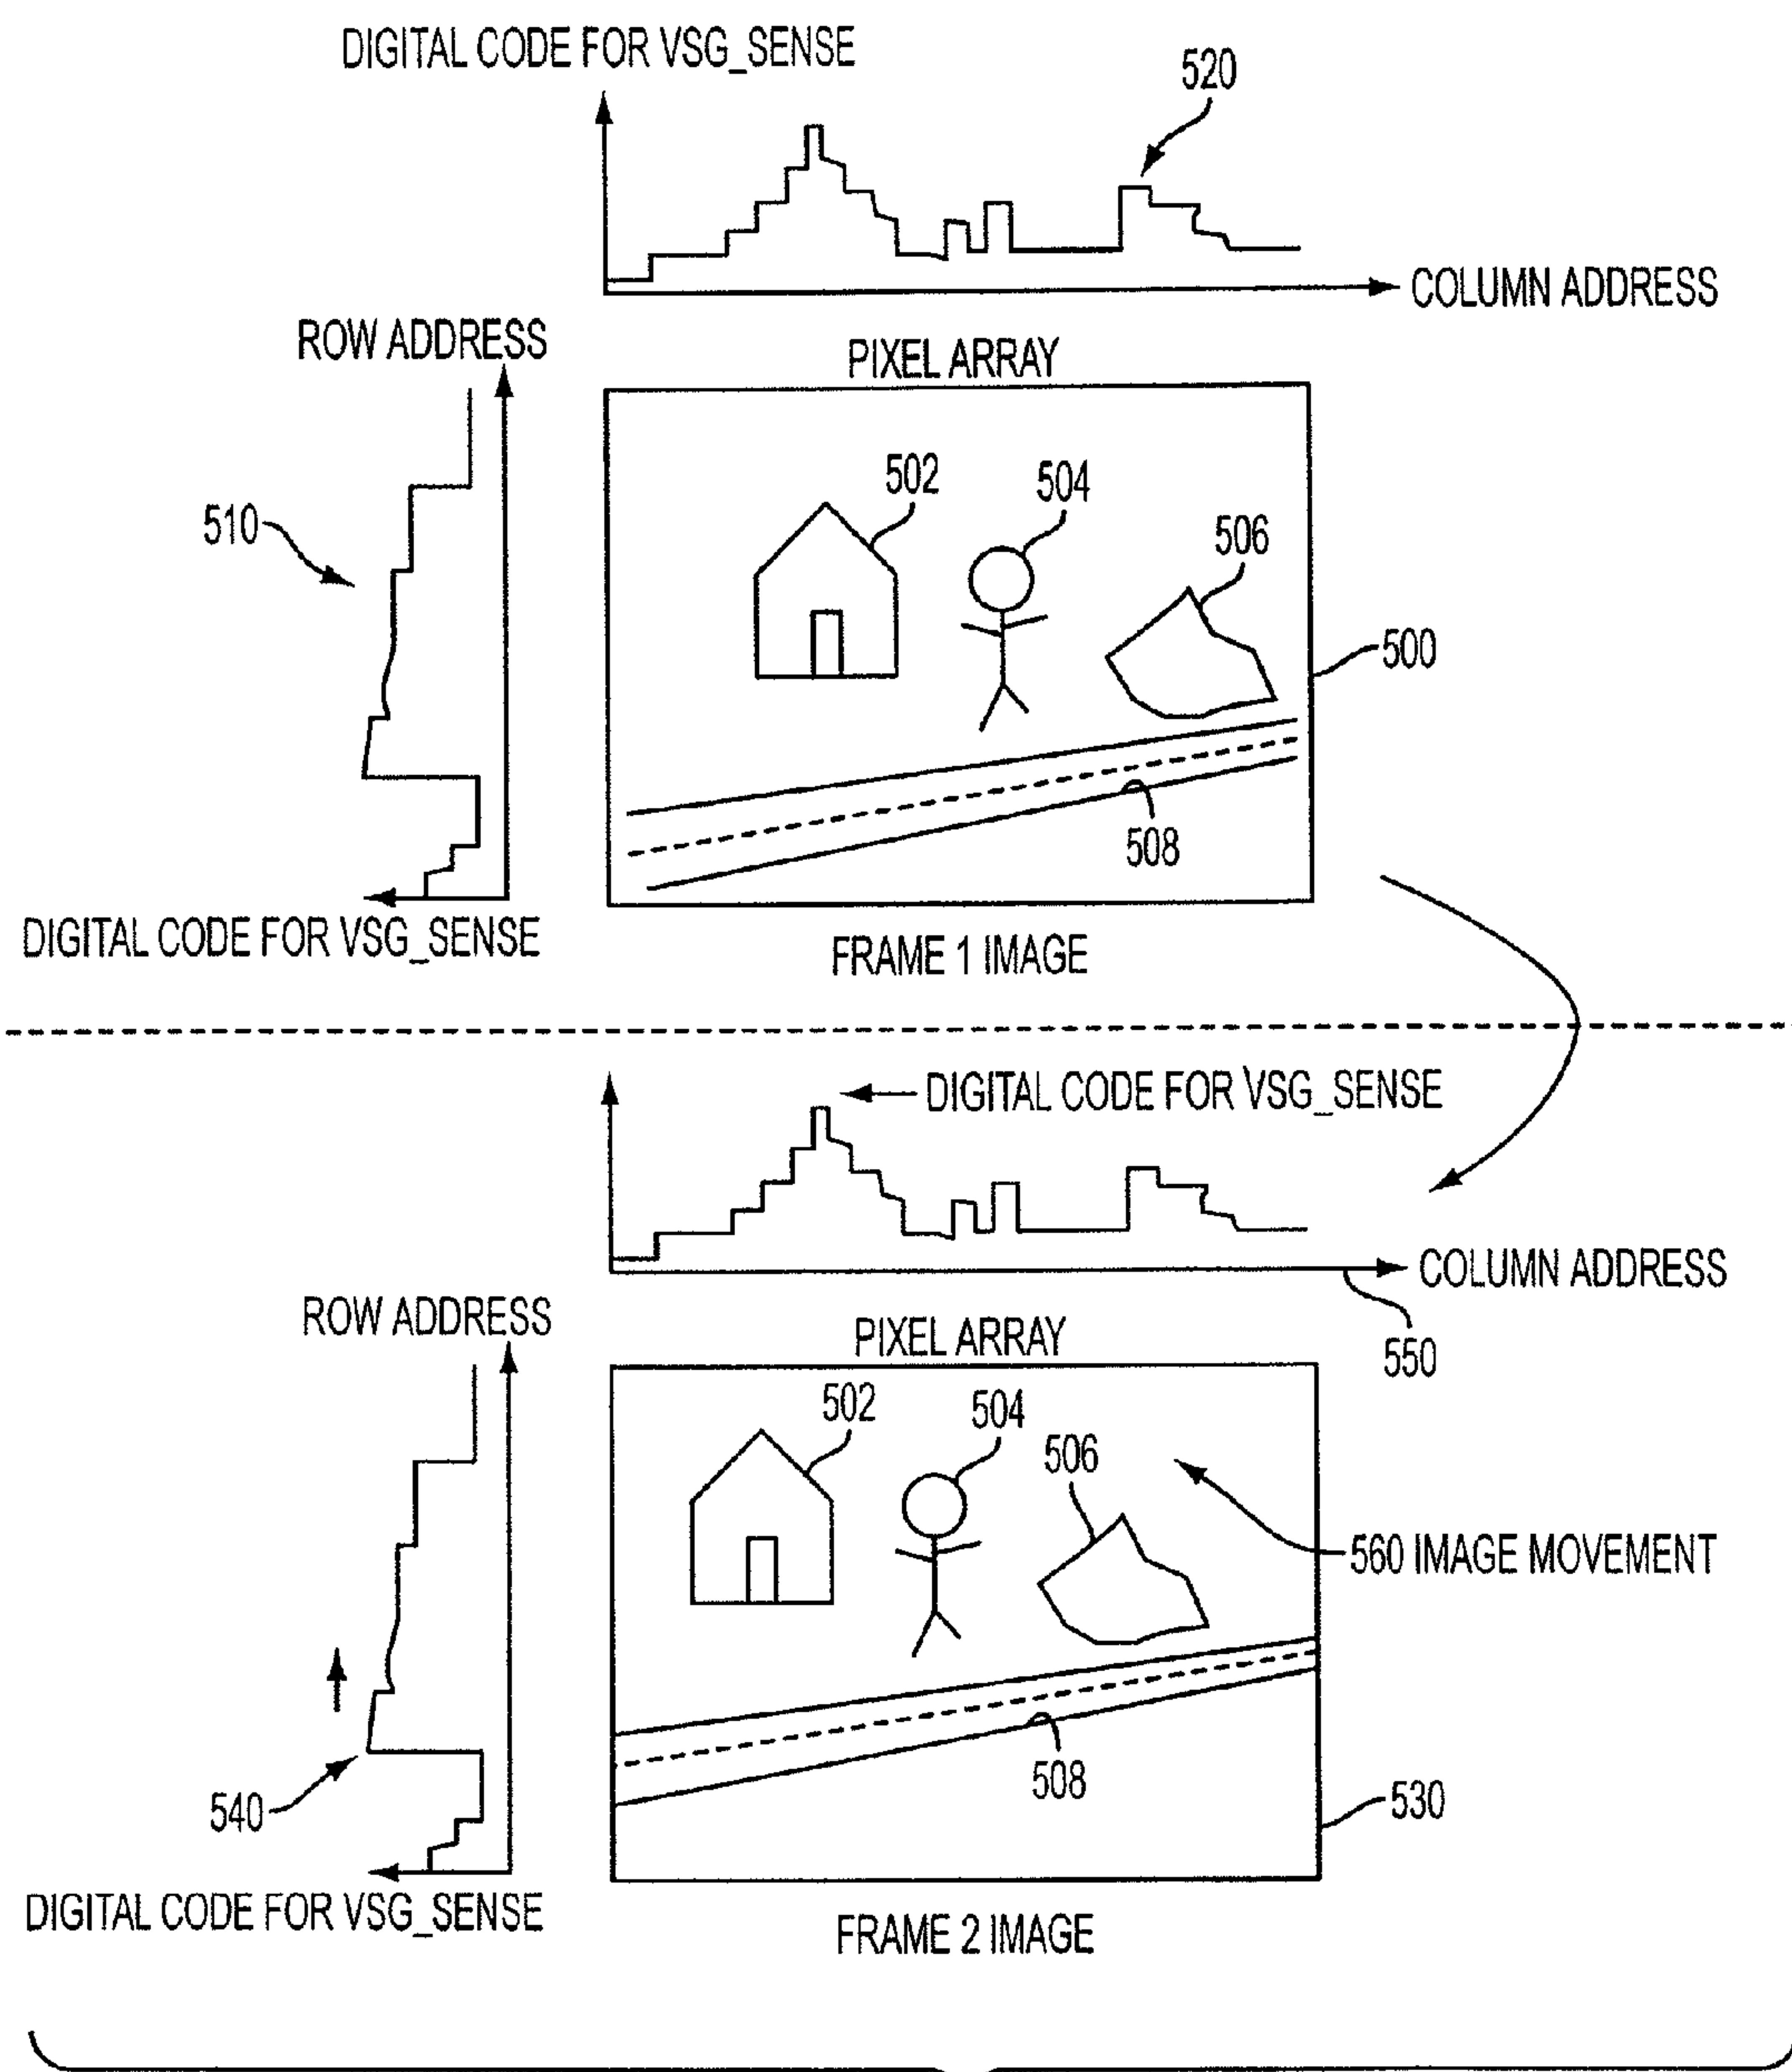 DIGITAL CODE FOR VSG_SENSE
520
COLUMN ADDRESS
ROW ADDRESS
PIXEL ARRAY
502
504
510
506
500
508
DIGITAL CODE FOR VSG_SENSE
FRAME 1 IMAGE
DIGITAL CODE FOR VSG_SENSE
COLUMN ADDRESS
ROW ADDRESS
PIXEL ARRAY
550
502
504
506
560 IMAGE MOVEMENT
508
540
530
DIGITAL CODE FOR VSG_SENSE
FRAME 2 IMAGE